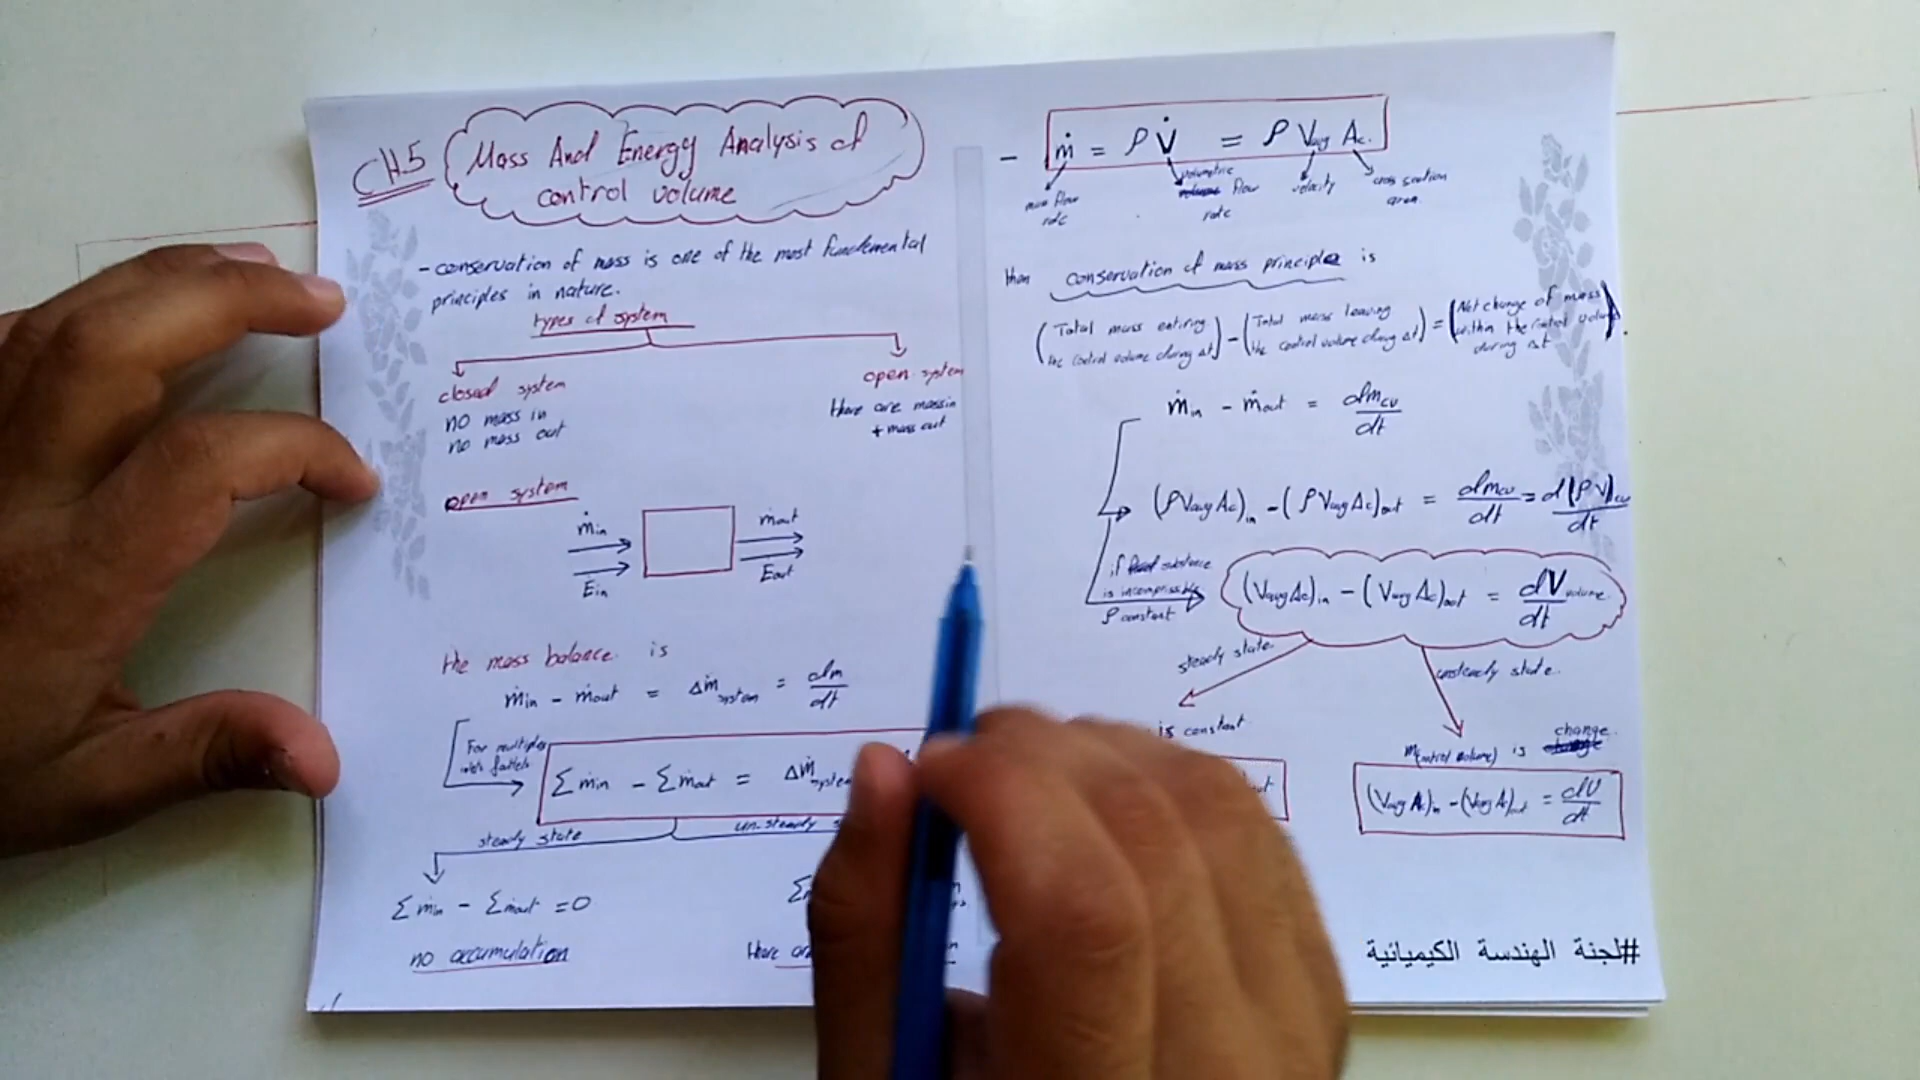 CH.5
Mass And Energy Analysis of
control volume
- conservation of mass is one of the most fundemental
principles in nature.
types of system
closed system
no mass in
no mass out
open system
there are mass in
+ mass out
open system
ṁin
Ein
ṁout
Eout
the mass balance is
ṁin - ṁout = Δṁsystem = dm/dt
For multiple
Σṁin - Σṁout = Δṁsystem
steady state
un-steady
Σṁin - Σṁout = 0
no accumulation
there are
- ṁ = ρV̇ = ρ Vavg Ac.
mass flow
rate
volumetric
flow
rate
velocity
cross section
area
then conservation of mass principle is
(Total mass entiring
the control volume during Δt) - (Total mass leaving
the control volume during Δt) = (Net change of mass
within the control volume
during Δt).
ṁin - ṁout = dmcv/dt
(ρVavg Ac)in - (ρVavg Ac)out = dmcv/dt = d(ρV)cv/dt
if substance
is incompressible
ρ constant
(Vavg Ac)in - (Vavg Ac)out = dV volume/dt
steady state
unsteady state.
is constant.
out
m(control volume) is change.
(Vavg A)in - (Vavg A)out = dV/dt
#لجنة الهندسة الكيميائية